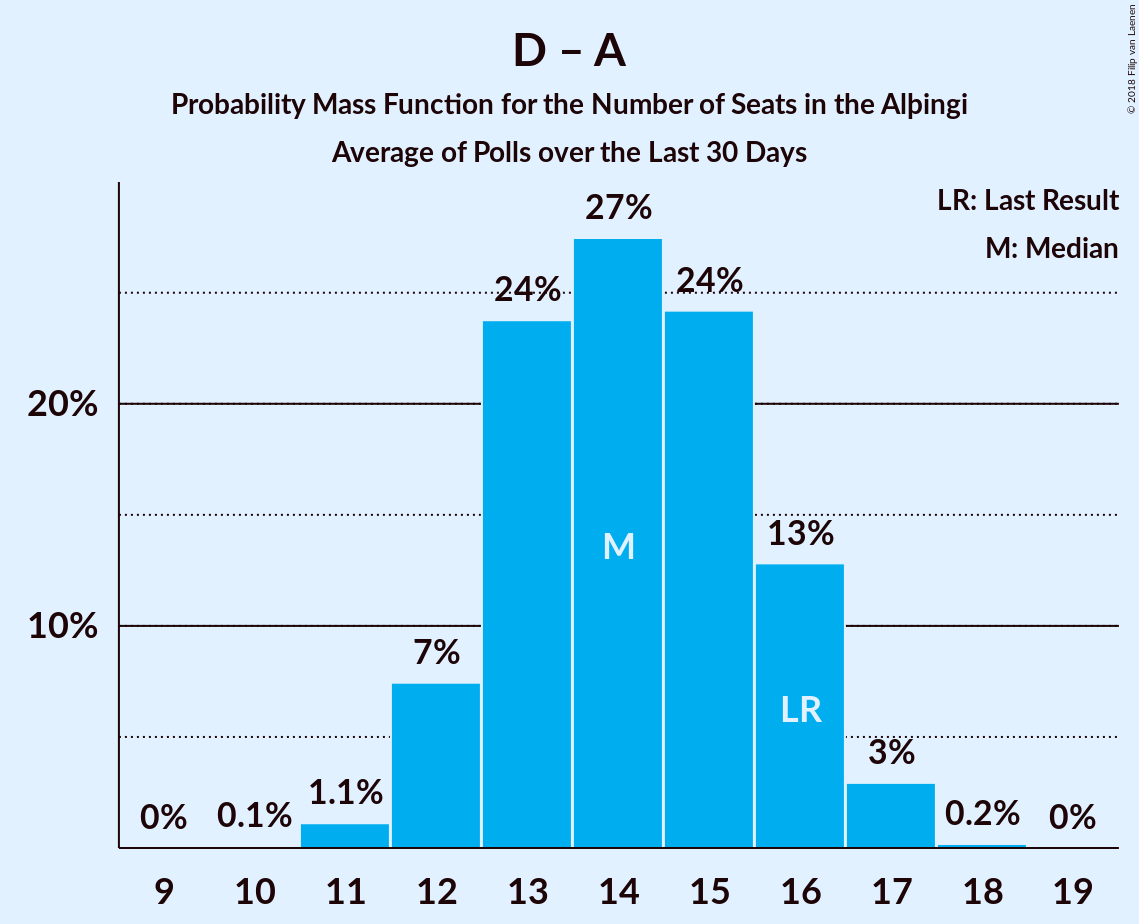 D – A
Probability Mass Function for the Number of Seats in the Alþingi
Average of Polls over the Last 30 Days
© 2018 Filip van Laenen
LR: Last Result
M: Median
27%
24%
24%
20%
13%
M
10%
7%
LR
3%
1.1%
0%
0.1%
0.2%
0%
9 10 11 12 13 14 15 16 17 18 19